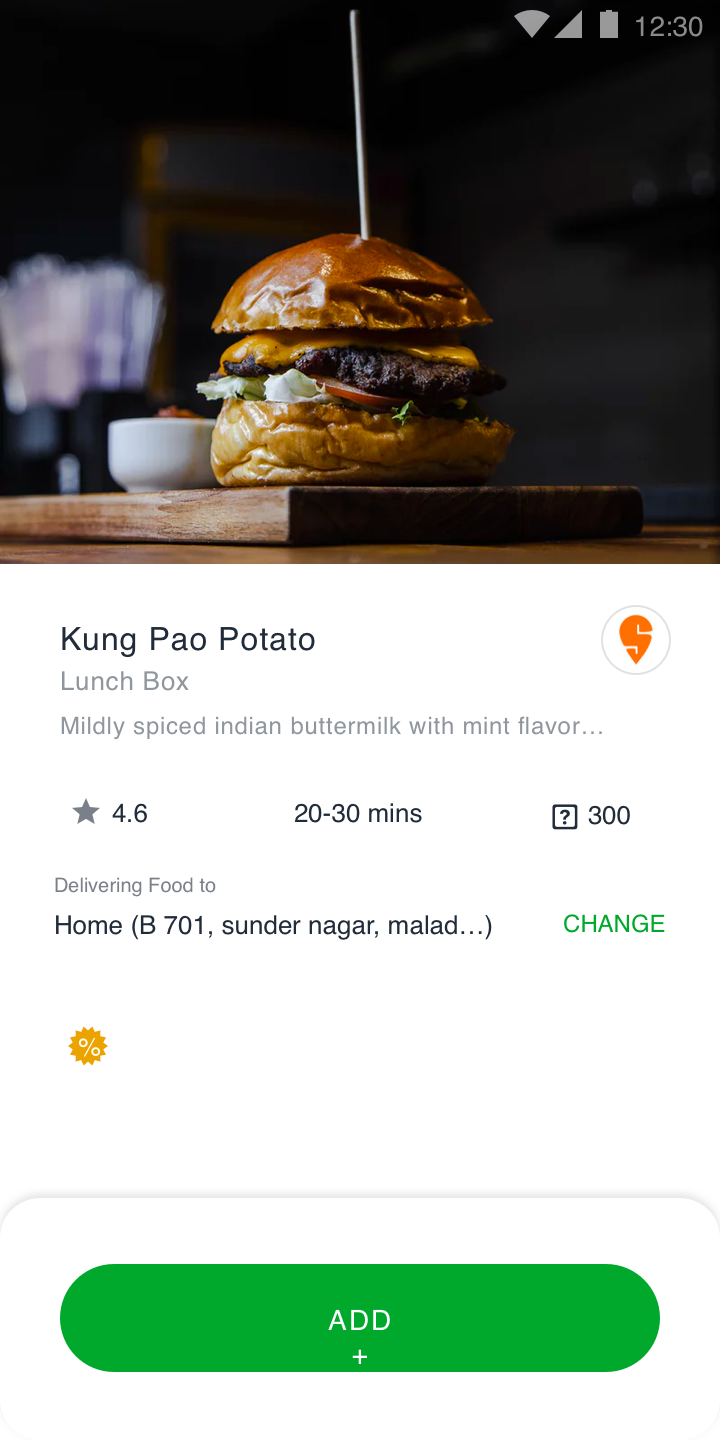 12:30
Kung Pao Potato
Lunch Box
Mildly spiced indian buttermilk with mint flavor...
4.6
20-30 mins
? 300
Delivering Food to
Home (B 701, sunder nagar, malad...)
CHANGE
%
ADD
+